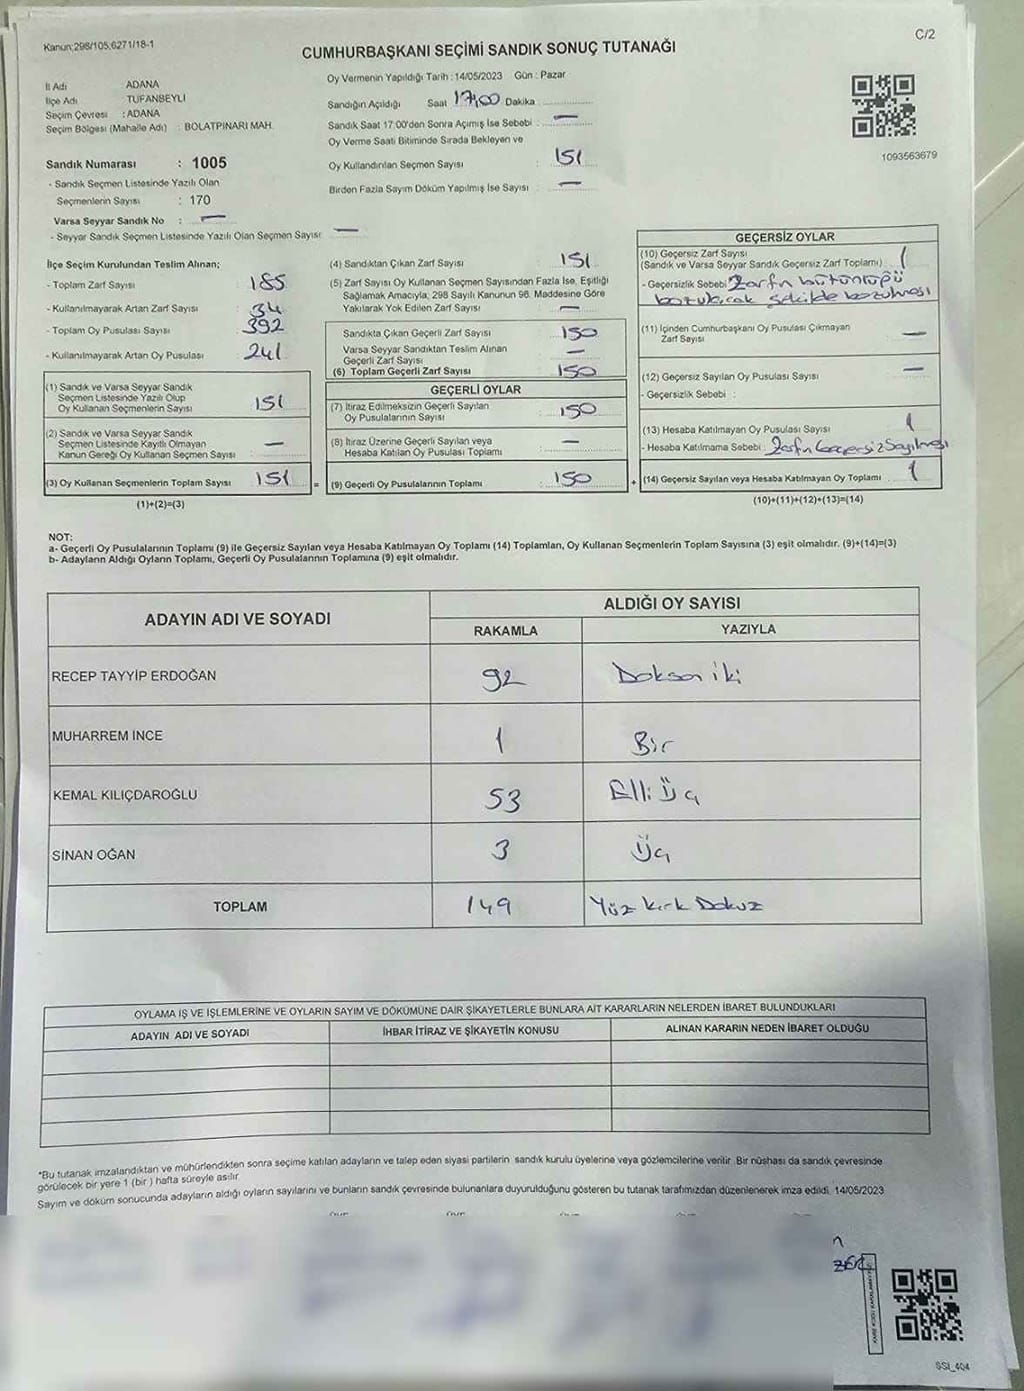 Kanun:298/105;6271/18-1
C/2
CUMHURBAŞKANI SEÇİMİ SANDIK SONUÇ TUTANAĞI
İl Adı ADANA
İlçe Adı TUFANBEYLİ
Seçim Çevresi : ADANA
Seçim Bölgesi (Mahalle Adı) : BOLATPINARI MAH.
Sandık Numarası : 1005
- Sandık Seçmen Listesinde Yazılı Olan
Seçmenlerin Sayısı : 170
Varsa Seyyar Sandık No : —
- Seyyar Sandık Seçmen Listesinde Yazılı Olan Seçmen Sayısı —
Oy Vermenin Yapıldığı Tarih : 14/05/2023 Gün : Pazar
Sandığın Açıldığı Saat 17,00 Dakika
Sandık Saat 17:00'den Sonra Açımış İse Sebebi : —
Oy Verme Saati Bitiminde Sırada Bekleyen ve
Oy Kullandırılan Seçmen Sayısı : 151
Birden Fazla Sayım Döküm Yapılmış İse Sayısı : —
1093563679
İlçe Seçim Kurulundan Teslim Alınan;
- Toplam Zarf Sayısı : 185
- Kullanılmayarak Artan Zarf Sayısı : 34
- Toplam Oy Pusulası Sayısı : 392
- Kullanılmayarak Artan Oy Pusulası : 241
(1) Sandık ve Varsa Seyyar Sandık
Seçmen Listesinde Yazılı Olup
Oy Kullanan Seçmenlerin Sayısı : 151
(2) Sandık ve Varsa Seyyar Sandık
Seçmen Listesinde Kayıtlı Olmayan
Kanun Gereği Oy Kullanan Seçmen Sayısı : —
(3) Oy Kullanan Seçmenlerin Toplam Sayısı : 151
(1)+(2)=(3)
(4) Sandıktan Çıkan Zarf Sayısı : 151
(5) Zarf Sayısı Oy Kullanan Seçmen Sayısından Fazla İse, Eşitliği
Sağlamak Amacıyla; 298 Sayılı Kanunun 98. Maddesine Göre
Yakılarak Yok Edilen Zarf Sayısı : —
Sandıkta Çıkan Geçerli Zarf Sayısı : 150
Varsa Seyyar Sandıktan Teslim Alınan
Geçerli Zarf Sayısı : —
(6) Toplam Geçerli Zarf Sayısı : 150
GEÇERLİ OYLAR
(7) İtiraz Edilmeksizin Geçerli Sayılan
Oy Pusulalarının Sayısı : 150
(8) İtiraz Üzerine Geçerli Sayılan veya
Hesaba Katılan Oy Pusulası Toplamı : —
= (9) Geçerli Oy Pusulalarının Toplamı : 150
GEÇERSİZ OYLAR
(10) Geçersiz Zarf Sayısı
(Sandık ve Varsa Seyyar Sandık Geçersiz Zarf Toplamı) : 1
- Geçersizlik Sebebi : Zarfın bütünlüğü
bozulacak şekilde bozulması
(11) İçinden Cumhurbaşkanı Oy Pusulası Çıkmayan
Zarf Sayısı : —
(12) Geçersiz Sayılan Oy Pusulası Sayısı : —
- Geçersizlik Sebebi :
(13) Hesaba Katılmayan Oy Pusulası Sayısı : 1
- Hesaba Katılmama Sebebi : Zarfın Geçersiz Sayılması
+ (14) Geçersiz Sayılan veya Hesaba Katılmayan Oy Toplamı : 1
(10)+(11)+(12)+(13)=(14)
NOT:
a- Geçerli Oy Pusulalarının Toplamı (9) ile Geçersiz Sayılan veya Hesaba Katılmayan Oy Toplamı (14) Toplamları, Oy Kullanan Seçmenlerin Toplam Sayısına (3) eşit olmalıdır. (9)+(14)=(3)
b- Adayların Aldığı Oyların Toplamı, Geçerli Oy Pusulalarının Toplamına (9) eşit olmalıdır.
ADAYIN ADI VE SOYADI ALDIĞI OY SAYISI
RAKAMLA YAZIYLA
RECEP TAYYİP ERDOĞAN 92 Doksan iki
MUHARREM İNCE 1 Bir
KEMAL KILIÇDAROĞLU 53 Elli Üç
SİNAN OĞAN 3 Üç
TOPLAM 149 Yüz Kırk Dokuz
OYLAMA İŞ VE İŞLEMLERİNE VE OYLARIN SAYIM VE DÖKÜMÜNE DAİR ŞİKAYETLERLE BUNLARA AİT KARARLARIN NELERDEN İBARET BULUNDUKLARI
ADAYIN ADI VE SOYADI İHBAR İTİRAZ VE ŞİKAYETİN KONUSU ALINAN KARARIN NEDEN İBARET OLDUĞU
*Bu tutanak imzalandıktan ve mühürlendikten sonra seçime katılan adayların ve talep eden siyasi partilerin sandık kurulu üyelerine veya gözlemcilerine verilir. Bir nüshası da sandık çevresinde
görülecek bir yere 1 (bir) hafta süreyle asılır.
Sayım ve döküm sonucunda adayların aldığı oyların sayılarını ve bunların sandık çevresinde bulunanlara duyurulduğunu gösteren bu tutanak tarafımızdan düzenlenerek imza edildi. 14/05/2023
SSI_404